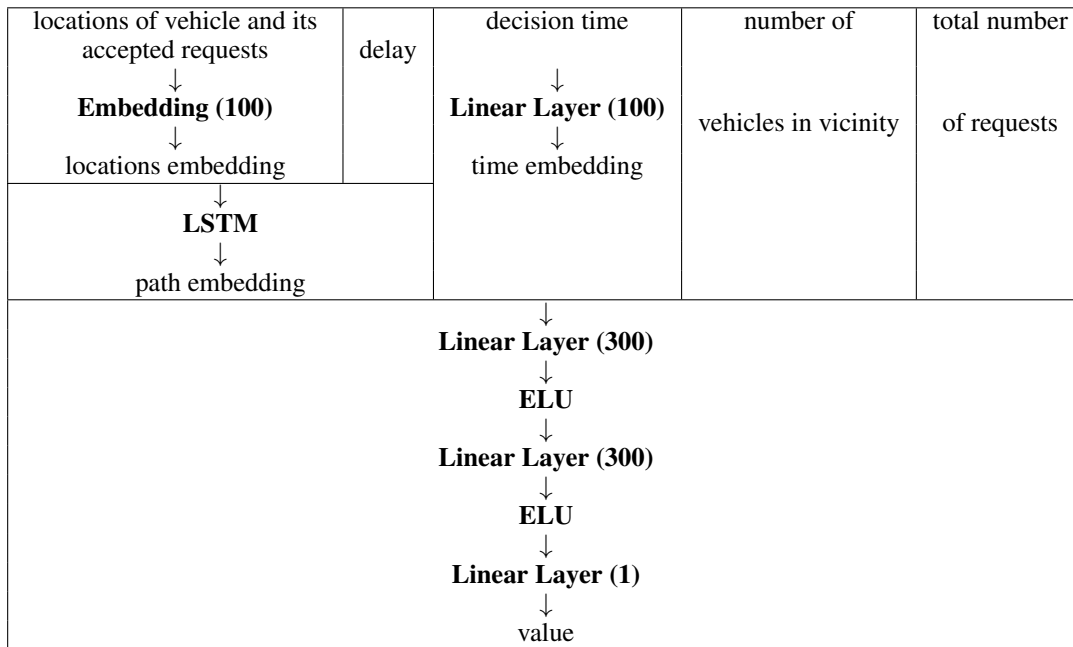 locations of vehicle and its
accepted requests
↓
Embedding (100)
↓
locations embedding
delay
↓
LSTM
↓
path embedding
decision time
↓
Linear Layer (100)
↓
time embedding
number of
vehicles in vicinity
total number
of requests
↓
Linear Layer (300)
↓
ELU
↓
Linear Layer (300)
↓
ELU
↓
Linear Layer (1)
↓
value